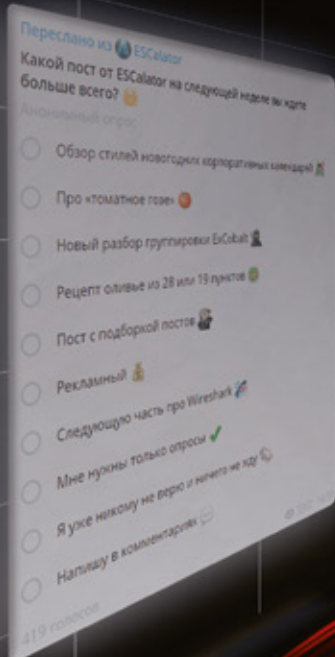 Переслано из ESCalator
Какой пост от ESCalator на следующей неделе вы ждете
больше всего?
Анонимный опрос
Обзор стилей новогодних корпоративных календарей
Про «томатное гозе»
Новый разбор группировки ExCobalt
Рецепт оливье из 28 или 19 пунктов
Пост с подборкой постов
Рекламный
Следующую часть про Wireshark
Мне нужны только опросы
Я уже никому не верю и ничего не жду
Напишу в комментариях
419 голосов